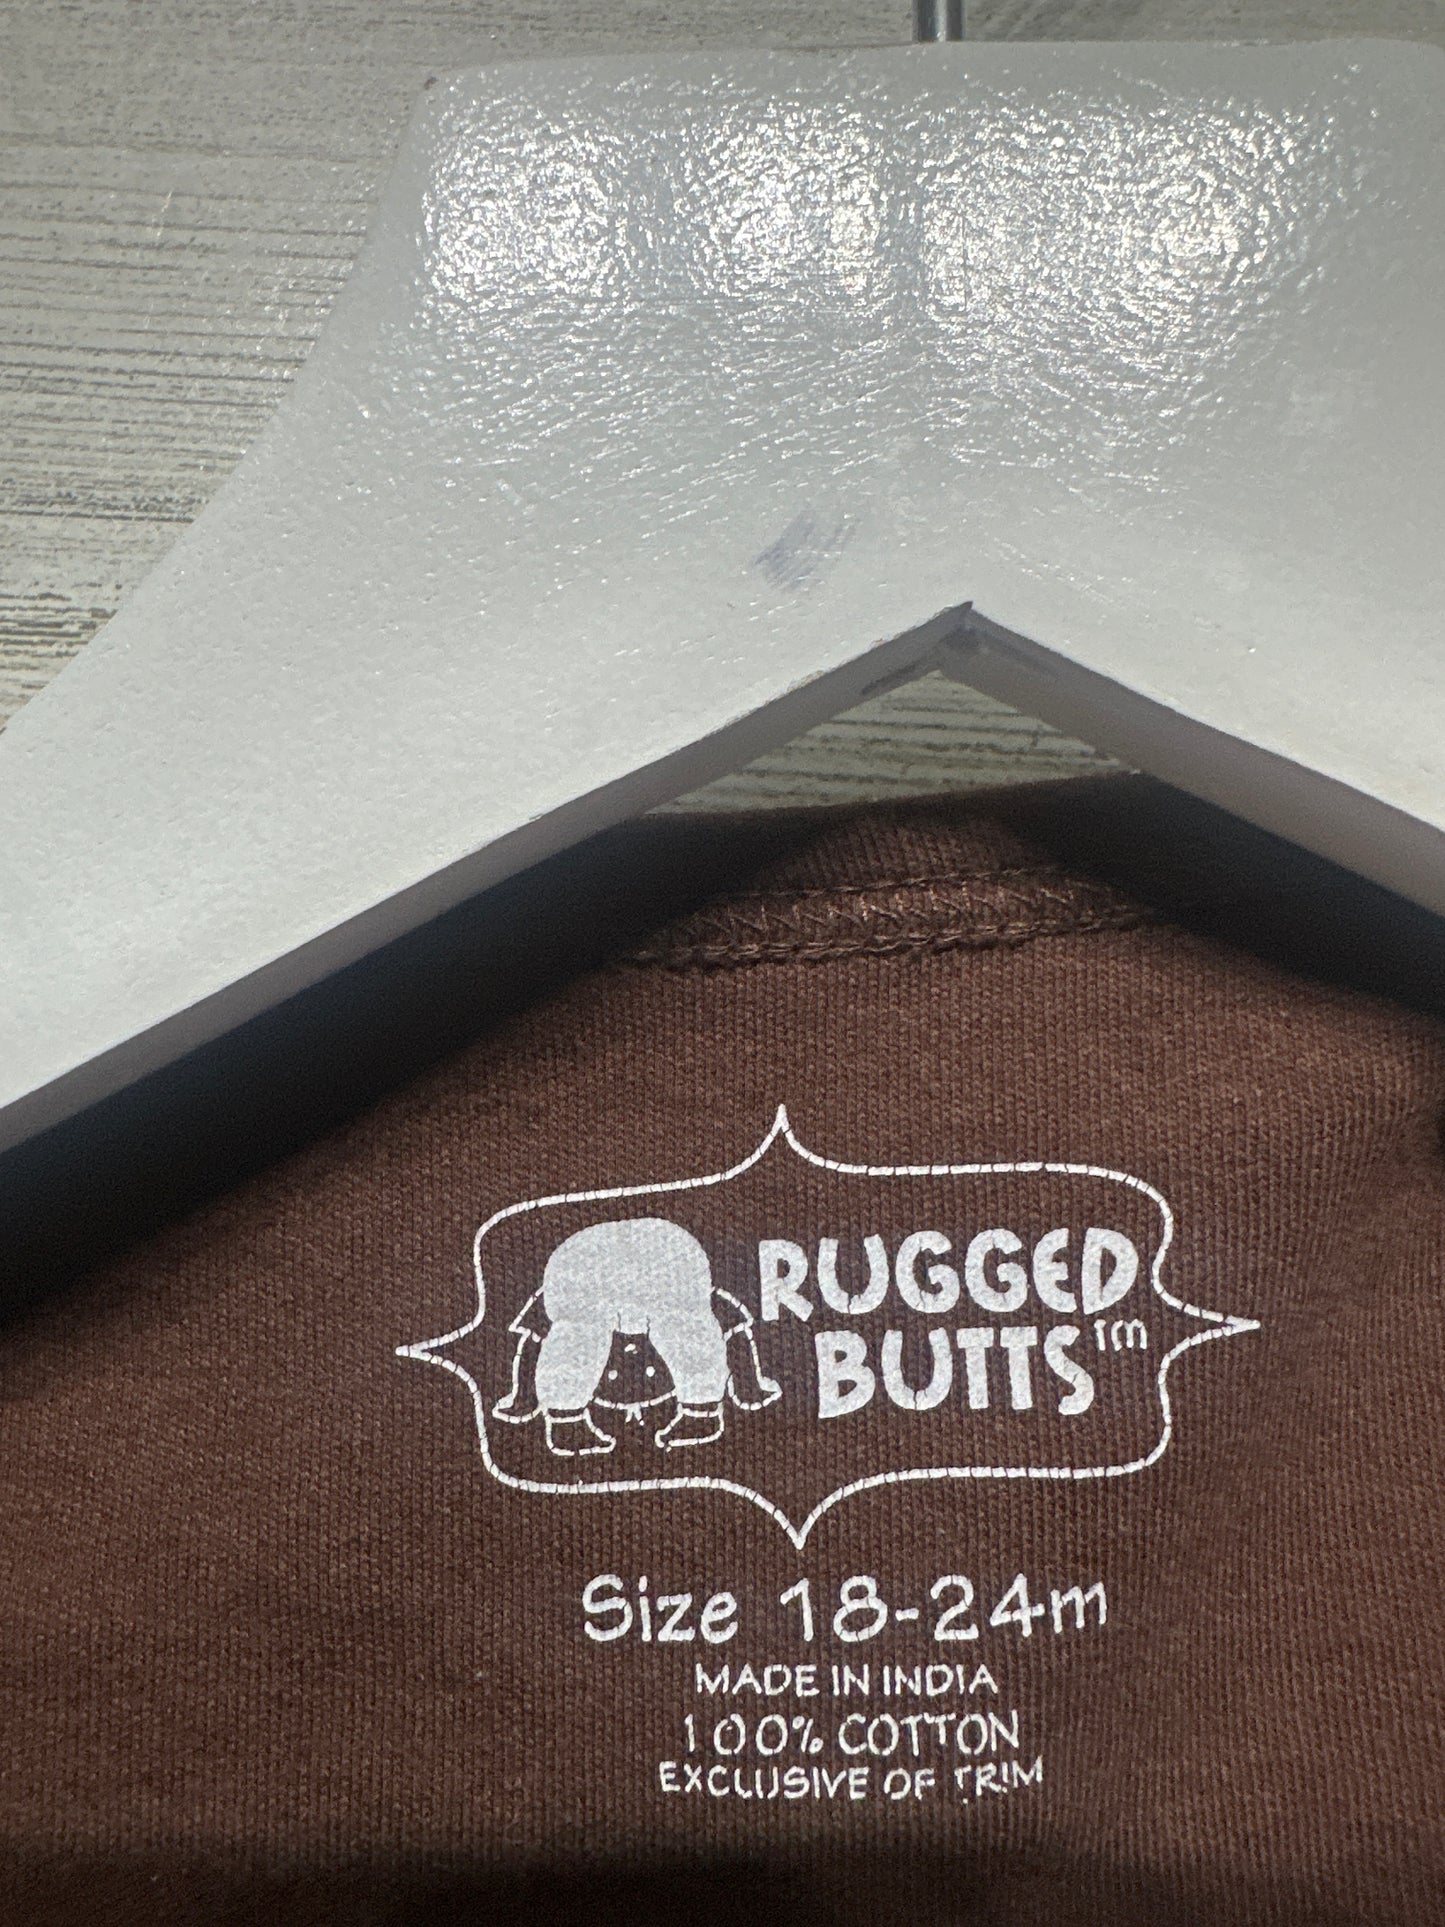 RUGGED
BUTTS™
Size 18-24m
MADE IN INDIA
100% COTTON
EXCLUSIVE OF TRIM